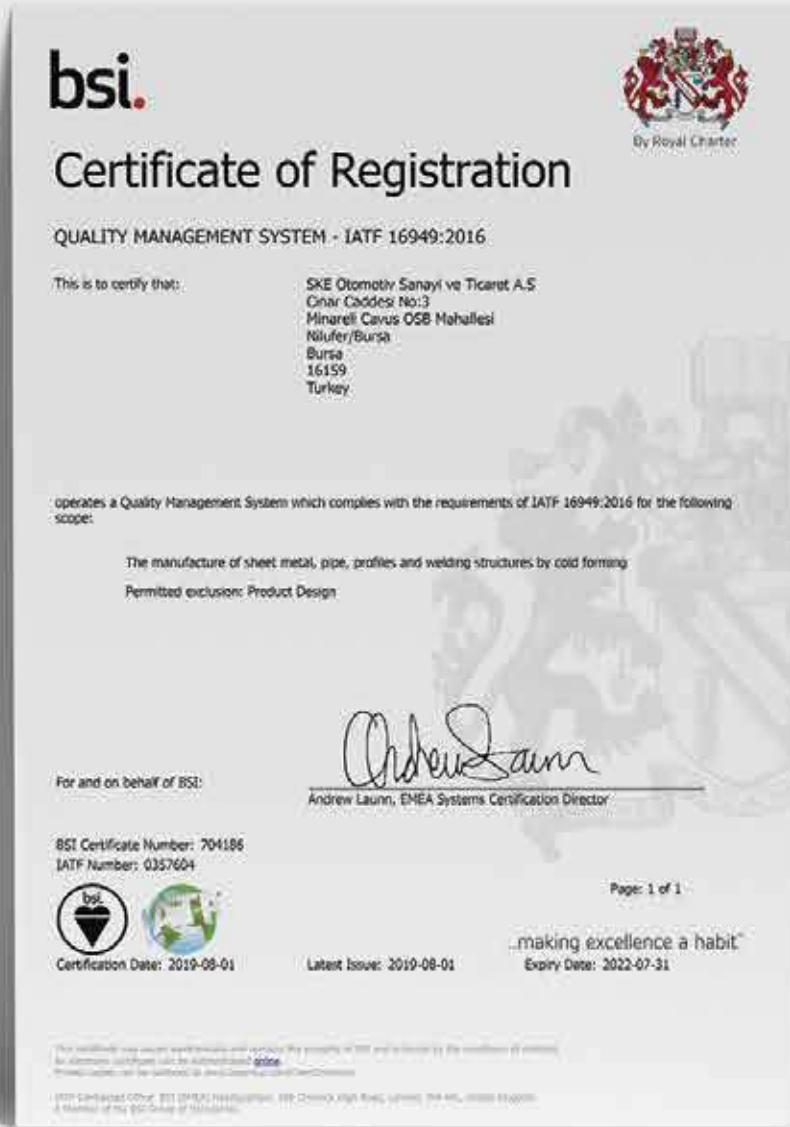 bsi.
By Royal Charter
Certificate of Registration
QUALITY MANAGEMENT SYSTEM - IATF 16949:2016
This is to certify that:
SKE Otomotiv Sanayi ve Ticaret A.S
Cinar Caddesi No:3
Minareli Cavus OSB Mahallesi
Nilufer/Bursa
Bursa
16159
Turkey
operates a Quality Management System which complies with the requirements of IATF 16949:2016 for the following
scope:
The manufacture of sheet metal, pipe, profiles and welding structures by cold forming
Permitted exclusion: Product Design
For and on behalf of BSI:
Andrew Launn, EMEA Systems Certification Director
BSI Certificate Number: 704186
IATF Number: 0357604
Page: 1 of 1
bsi.
...making excellence a habit™
Certification Date: 2019-08-01
Latest Issue: 2019-08-01
Expiry Date: 2022-07-31
online